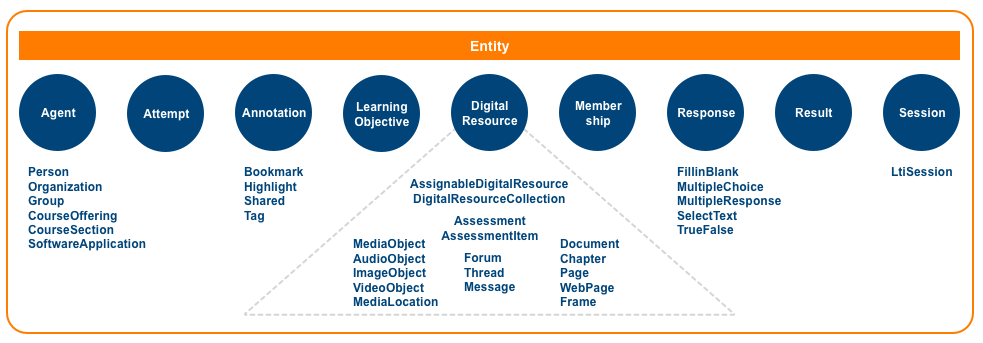 Entity
Agent
Attempt
Annotation
Learning
Objective
Digital
Resource
Member
ship
Response
Result
Session
Person
Organization
Group
CourseOffering
CourseSection
SoftwareApplication
Bookmark
Highlight
Shared
Tag
AssignableDigitalResource
DigitalResourceCollection
Assessment
AssessmentItem
MediaObject
AudioObject
ImageObject
VideoObject
MediaLocation
Forum
Thread
Message
Document
Chapter
Page
WebPage
Frame
FillinBlank
MultipleChoice
MultipleResponse
SelectText
TrueFalse
LtiSession